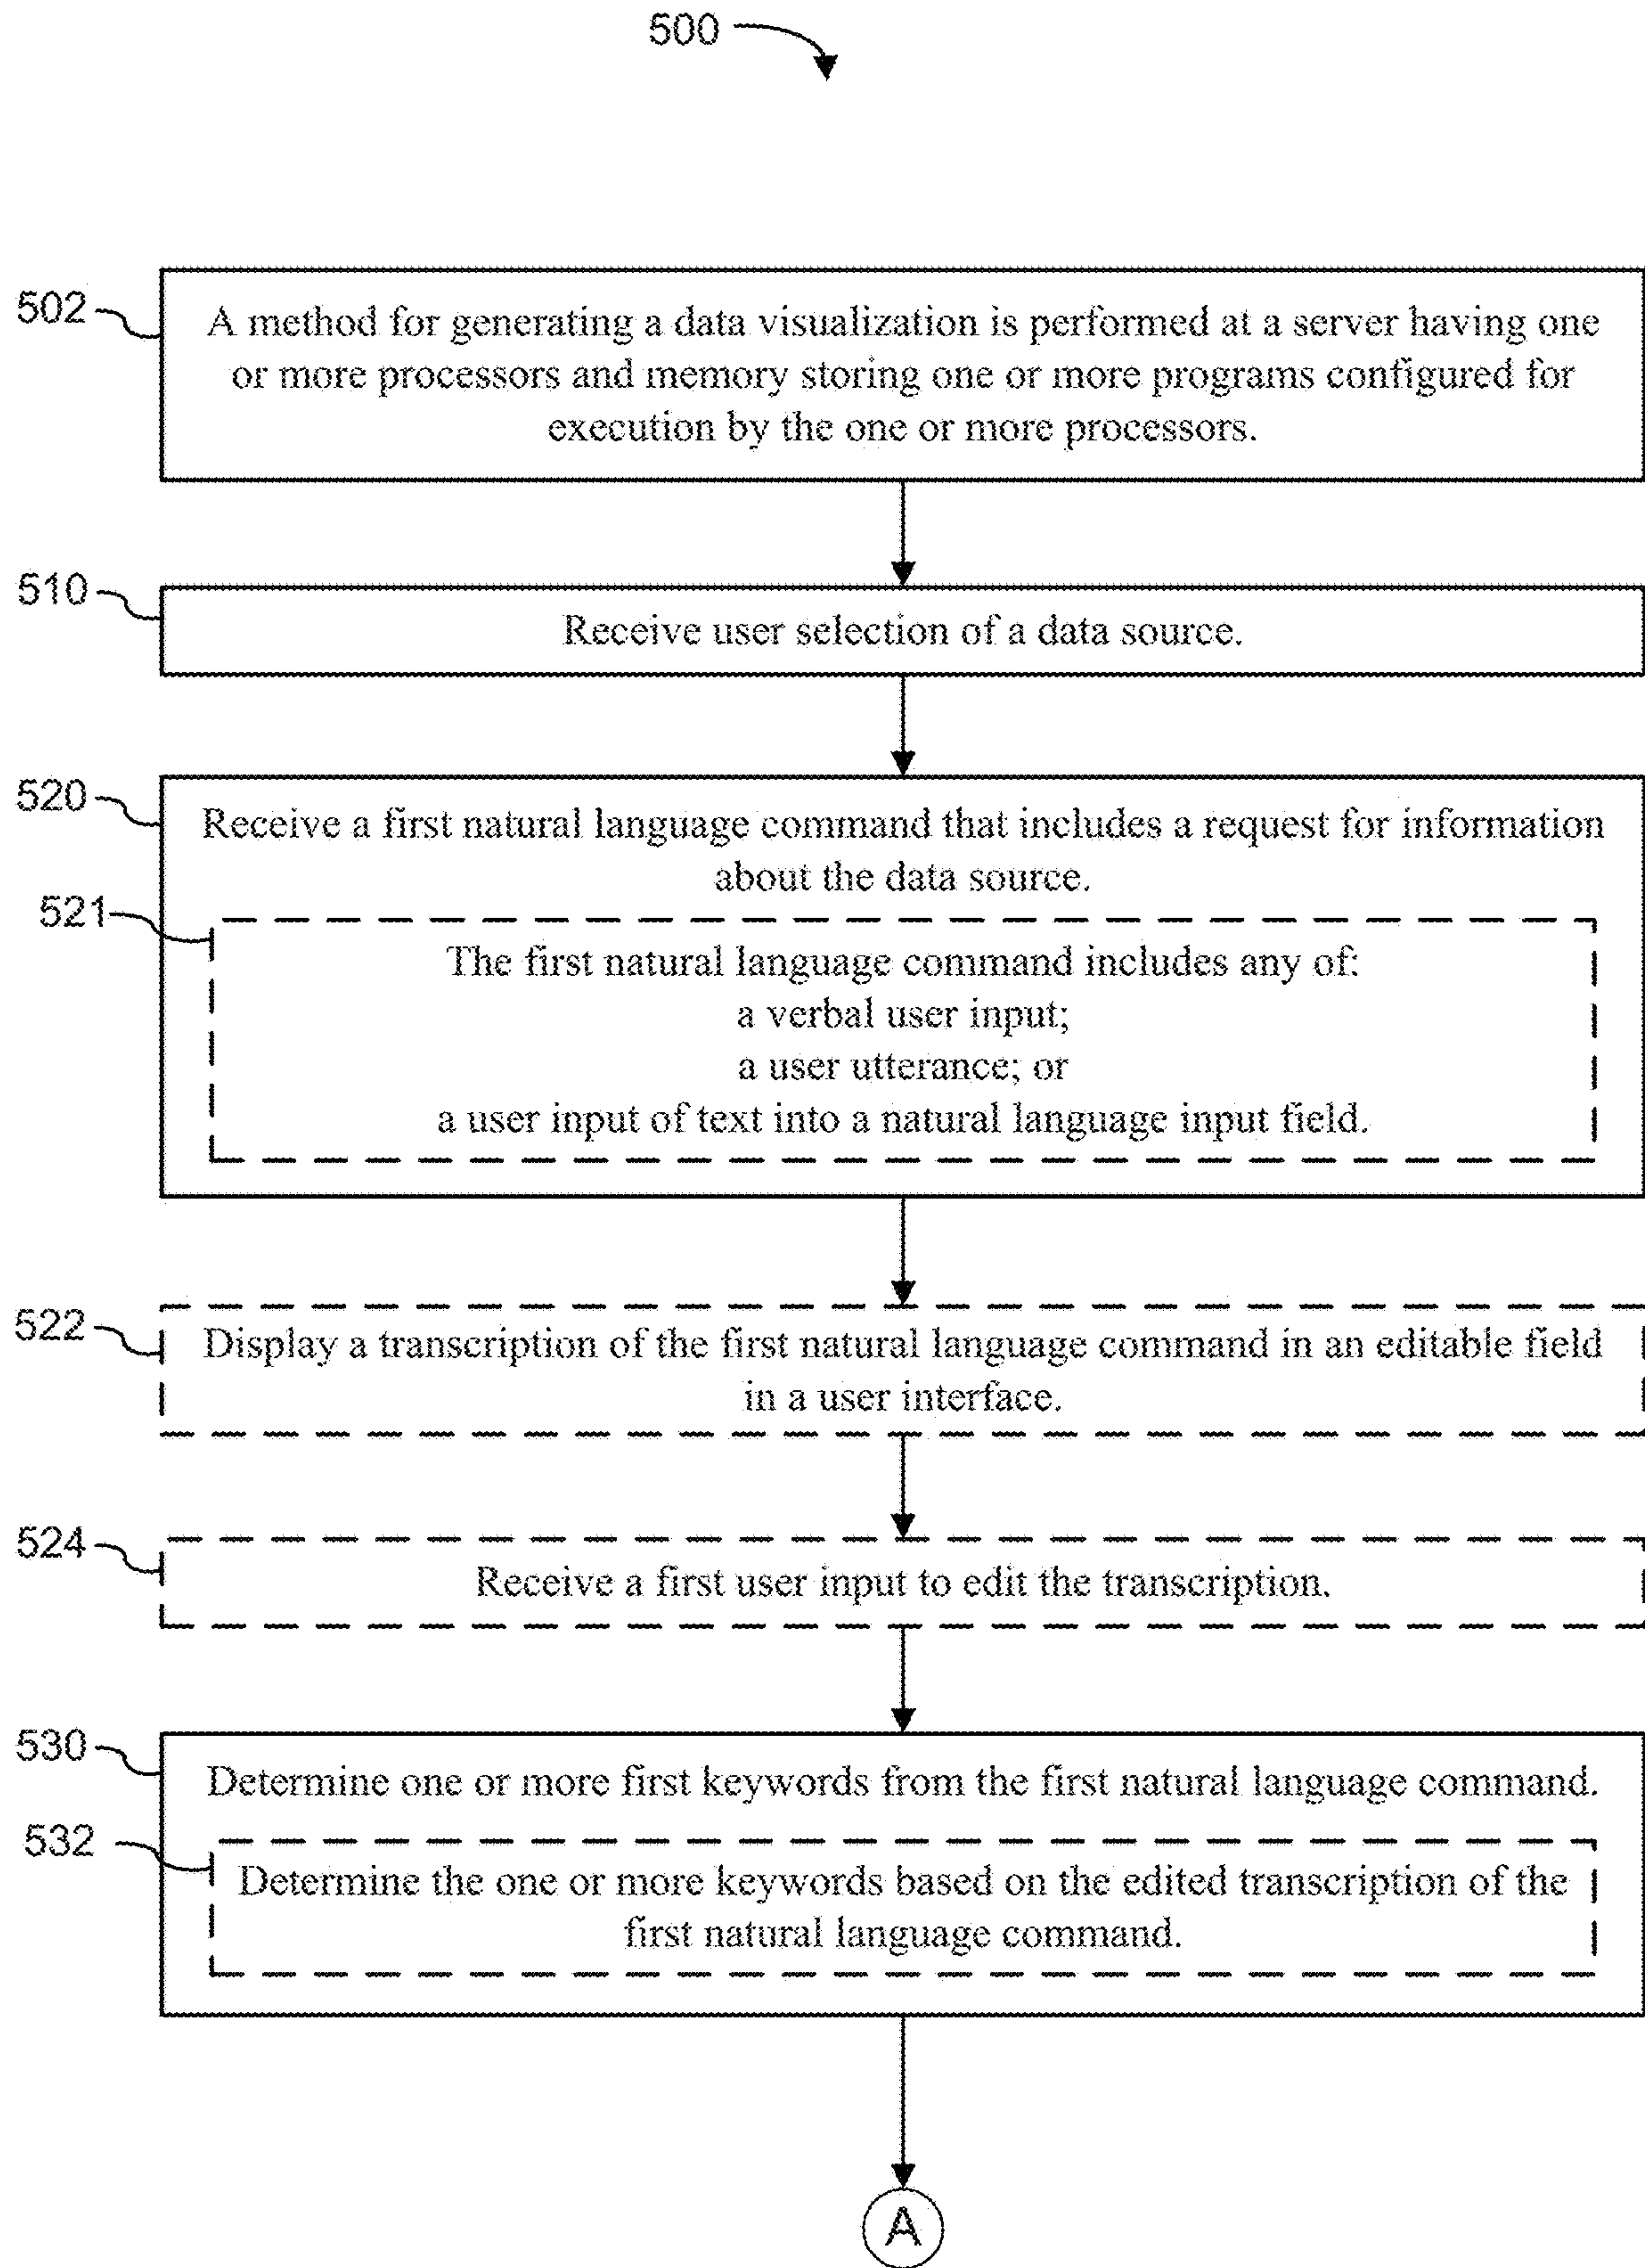 500
502
A method for generating a data visualization is performed at a server having one
or more processors and memory storing one or more programs configured for
execution by the one or more processors.
510
Receive user selection of a data source.
520
Receive a first natural language command that includes a request for information
about the data source.
521
The first natural language command includes any of:
a verbal user input;
a user utterance; or
a user input of text into a natural language input field.
522
Display a transcription of the first natural language command in an editable field
in a user interface.
524
Receive a first user input to edit the transcription.
530
Determine one or more first keywords from the first natural language command.
532
Determine the one or more keywords based on the edited transcription of the
first natural language command.
A